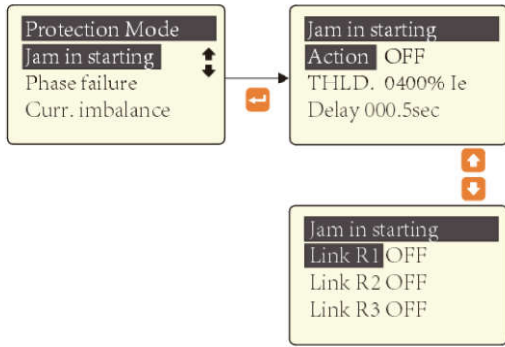 Protection Mode
Jam in starting
Phase failure
Curr. imbalance
Jam in starting
Action OFF
THLD. 0400% Ie
Delay 000.5sec
Jam in starting
Link R1 OFF
Link R2 OFF
Link R3 OFF